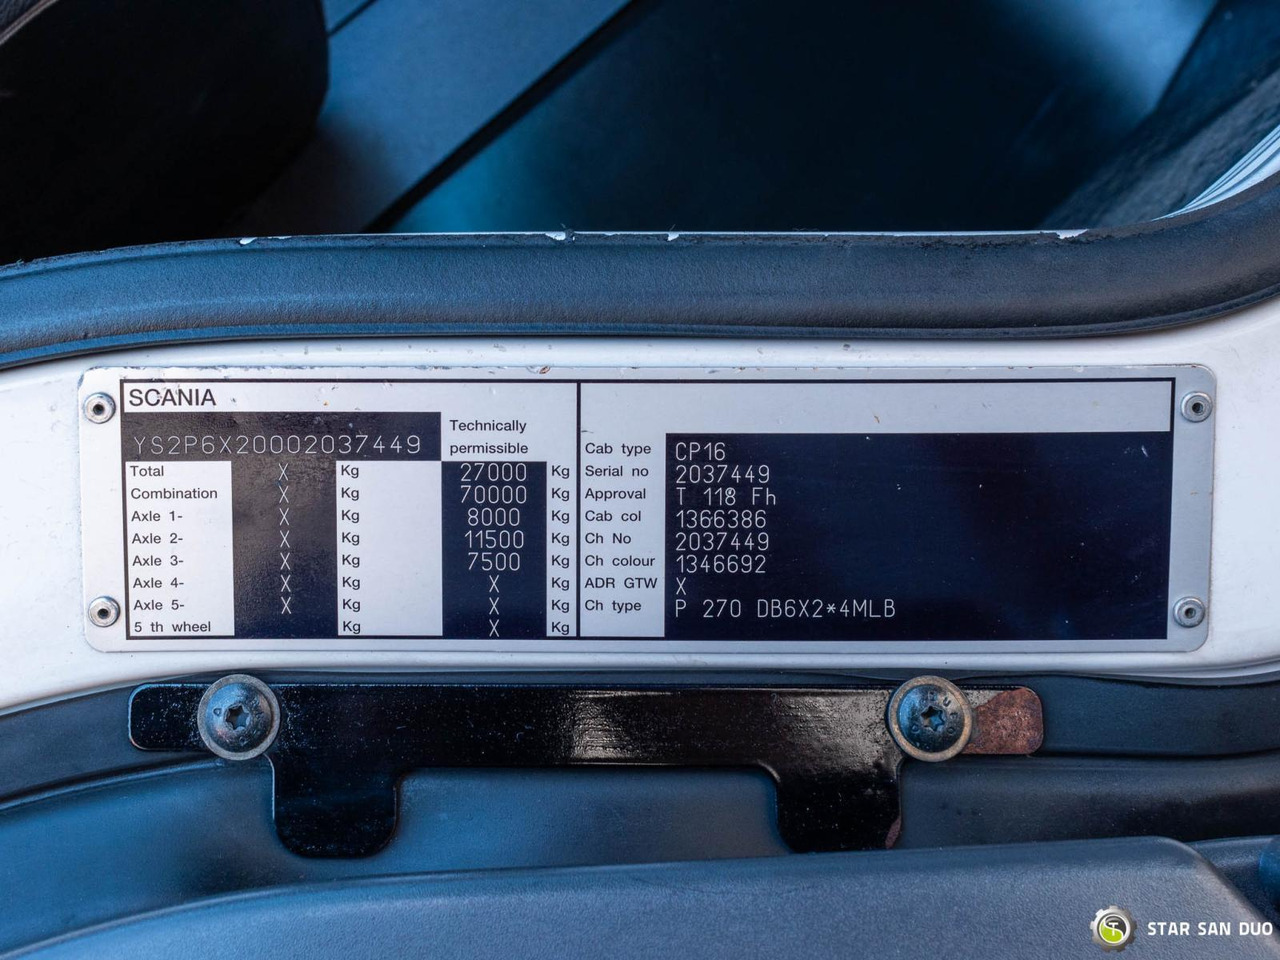 SCANIA
YS2P6X20002037449
Technically
permissible
Total X Kg 27000 Kg
Combination X Kg 70000 Kg
Axle 1- X Kg 8000 Kg
Axle 2- X Kg 11500 Kg
Axle 3- X Kg 7500 Kg
Axle 4- X Kg X Kg
Axle 5- X Kg X Kg
5 th wheel Kg X Kg
Cab type CP16
Serial no 2037449
Approval T 118 Fh
Cab col 1366386
Ch No 2037449
Ch colour 1346692
ADR GTW X
Ch type P 270 DB6X2*4MLB
STAR SAN DUO